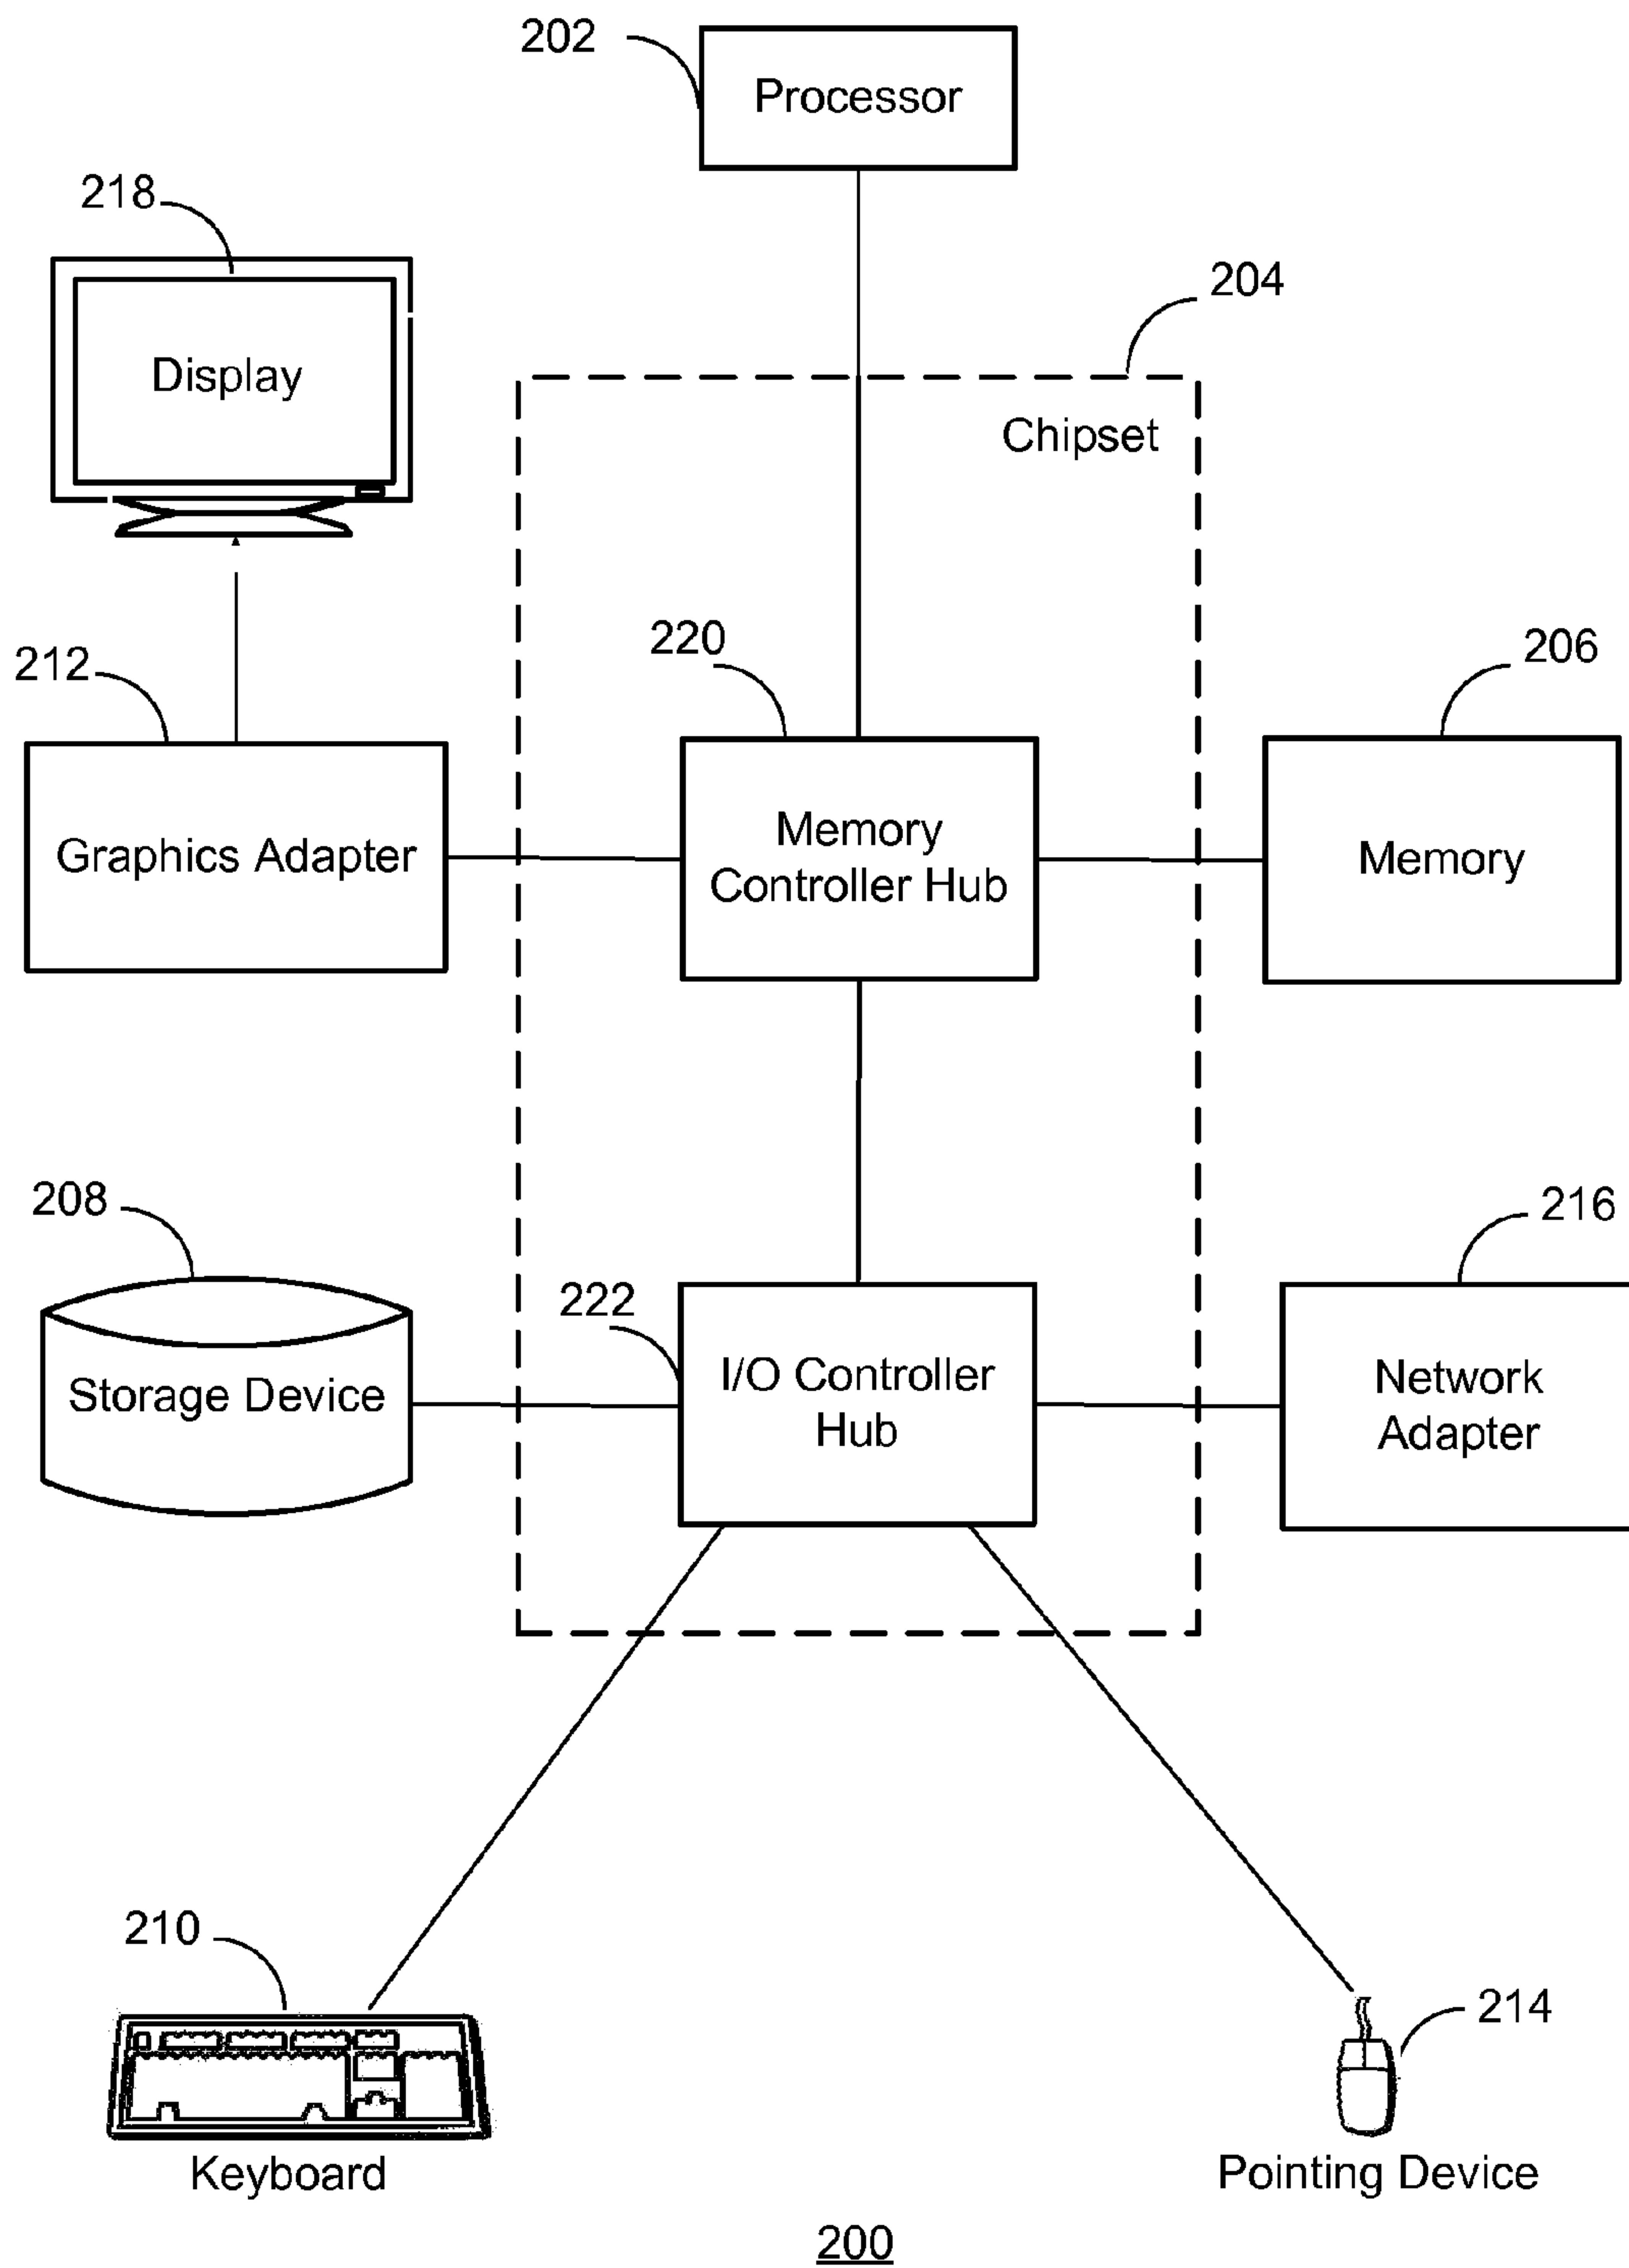 202
Processor
218
204
Display
Chipset
220
206
212
Memory
Controller Hub
Graphics Adapter
Memory
208
216
222
I/O Controller
Hub
Storage Device
Network
Adapter
210
214
Keyboard
Pointing Device
200